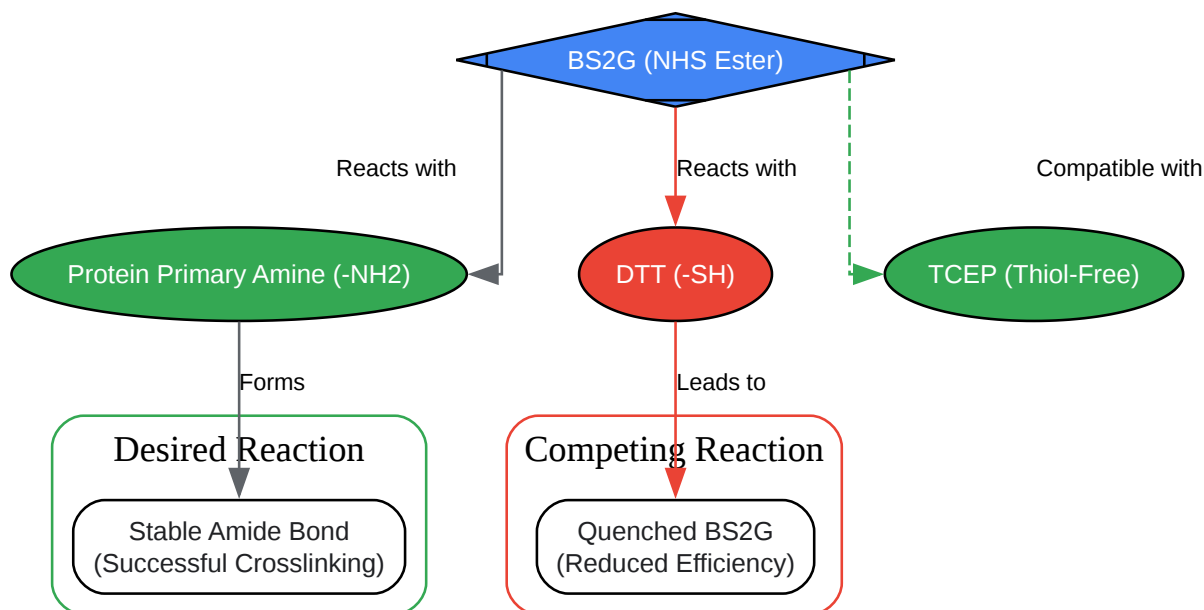 BS2G (NHS Ester)
Reacts with
Reacts with
Compatible with
Protein Primary Amine (-NH2)
DTT (-SH)
TCEP (Thiol-Free)
Forms
Leads to
Desired Reaction
Competing Reaction
Stable Amide Bond
(Successful Crosslinking)
Quenched BS2G
(Reduced Efficiency)